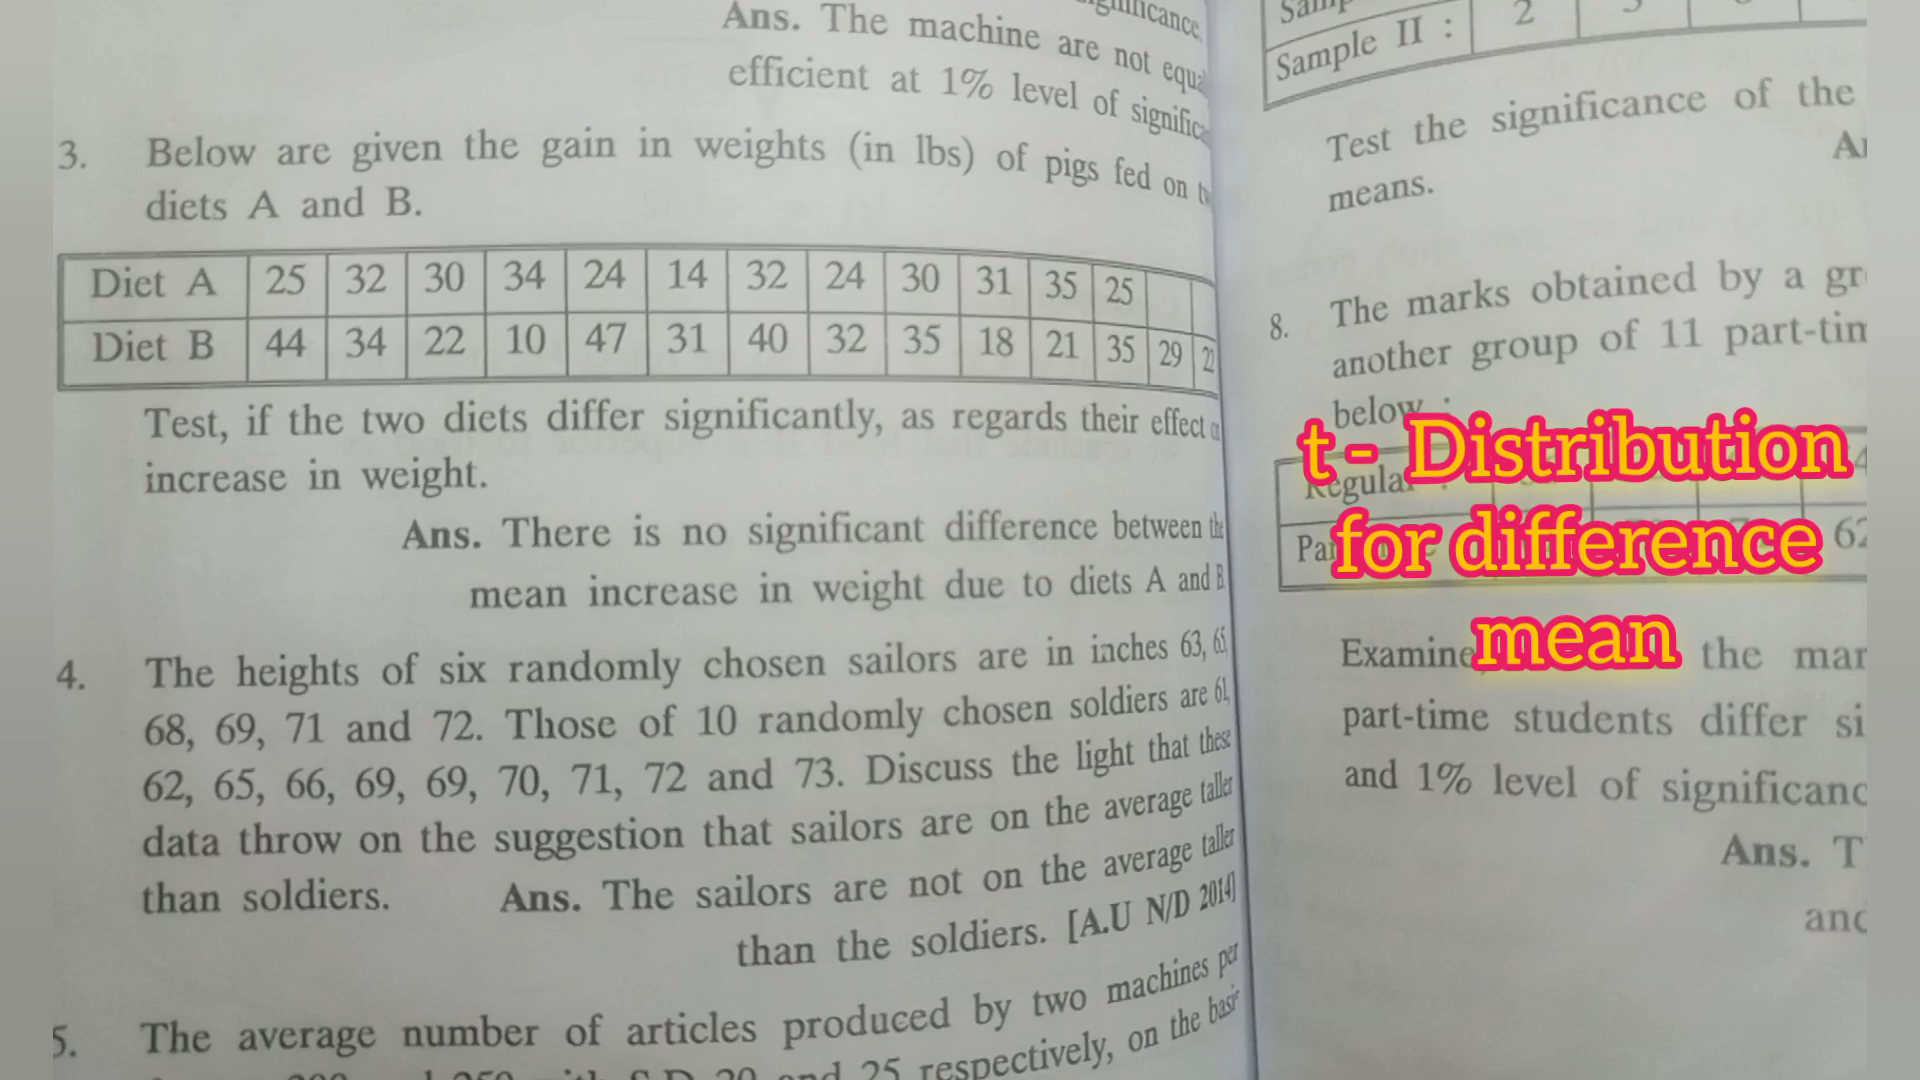 Ans. The machine are not
efficient at 1% level of
3. Below are given the gain in weights (in lbs) of pigs fed on
diets A and B.
Diet A 25 32 30 34 24 14 32 24 30 31 35 25
Diet B 44 34 22 10 47 31 40 32 35 18 21 35 29
Test, if the two diets differ significantly, as regards their effect
increase in weight.
Ans. There is no significant difference between the
mean increase in weight due to diets A and B
4. The heights of six randomly chosen sailors are in inches 63, 65,
68, 69, 71 and 72. Those of 10 randomly chosen soldiers are 61,
62, 65, 66, 69, 69, 70, 71, 72 and 73. Discuss the light that these
data throw on the suggestion that sailors are on the average taller
than soldiers. Ans. The sailors are not on the average taller
than the soldiers. [A.U N/D 2014]
5. The average number of articles produced by two machines per
25 respectively, on the basis
Sample II : 2
Test the significance of the
means.
8. The marks obtained by a
another group of 11
below :
t - Distribution
for difference
mean
62
Examine the
part-time students differ
and 1% level of
Ans.